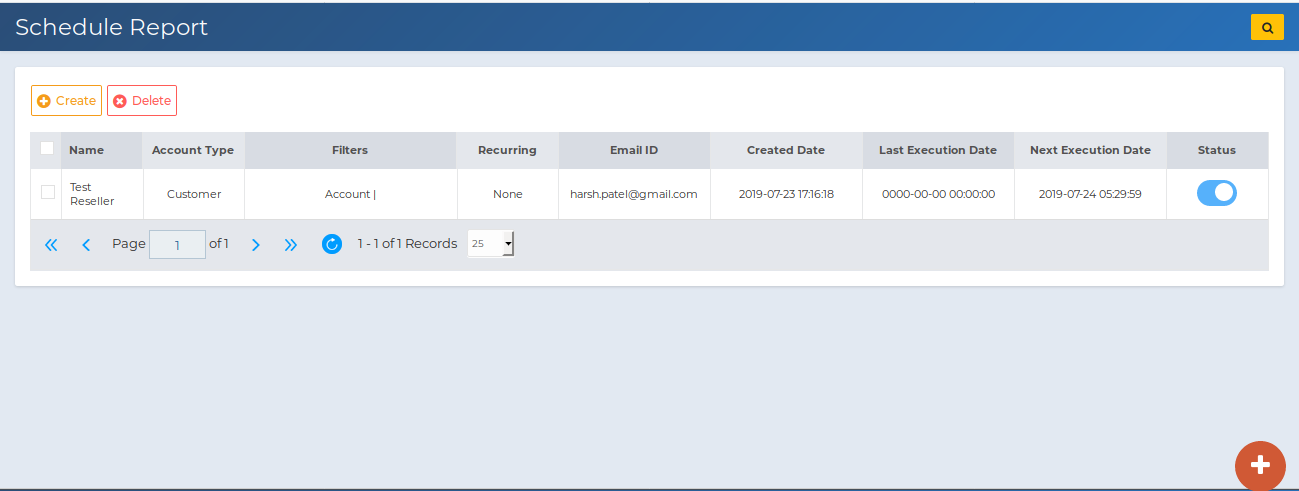 Schedule Report
Create Delete
Name Account Type Filters Recurring Email ID Created Date Last Execution Date Next Execution Date Status
Test Reseller Customer Account | None harsh.patel@gmail.com 2019-07-23 17:16:18 0000-00-00 00:00:00 2019-07-24 05:29:59
Page 1 of 1 1 - 1 of 1 Records 25